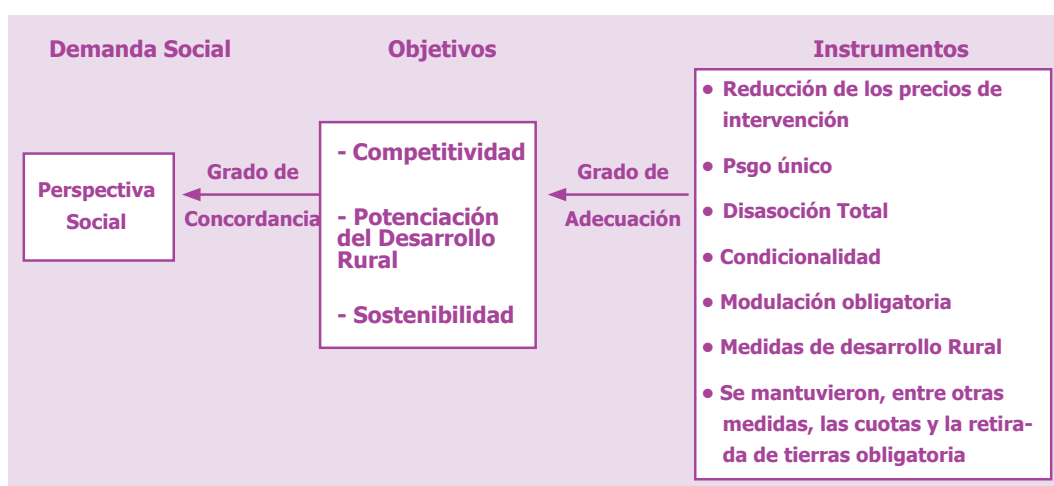 Demanda Social
Objetivos
Instrumentos
Perspectiva
Social
Grado de
Concordancia
- Competitividad
- Potenciación
del Desarrollo
Rural
- Sostenibilidad
Grado de
Adecuación
• Reducción de los precios de
intervención
• Psgo único
• Disasoción Total
• Condicionalidad
• Modulación obligatoria
• Medidas de desarrollo Rural
• Se mantuvieron, entre otras
medidas, las cuotas y la retira-
da de tierras obligatoria